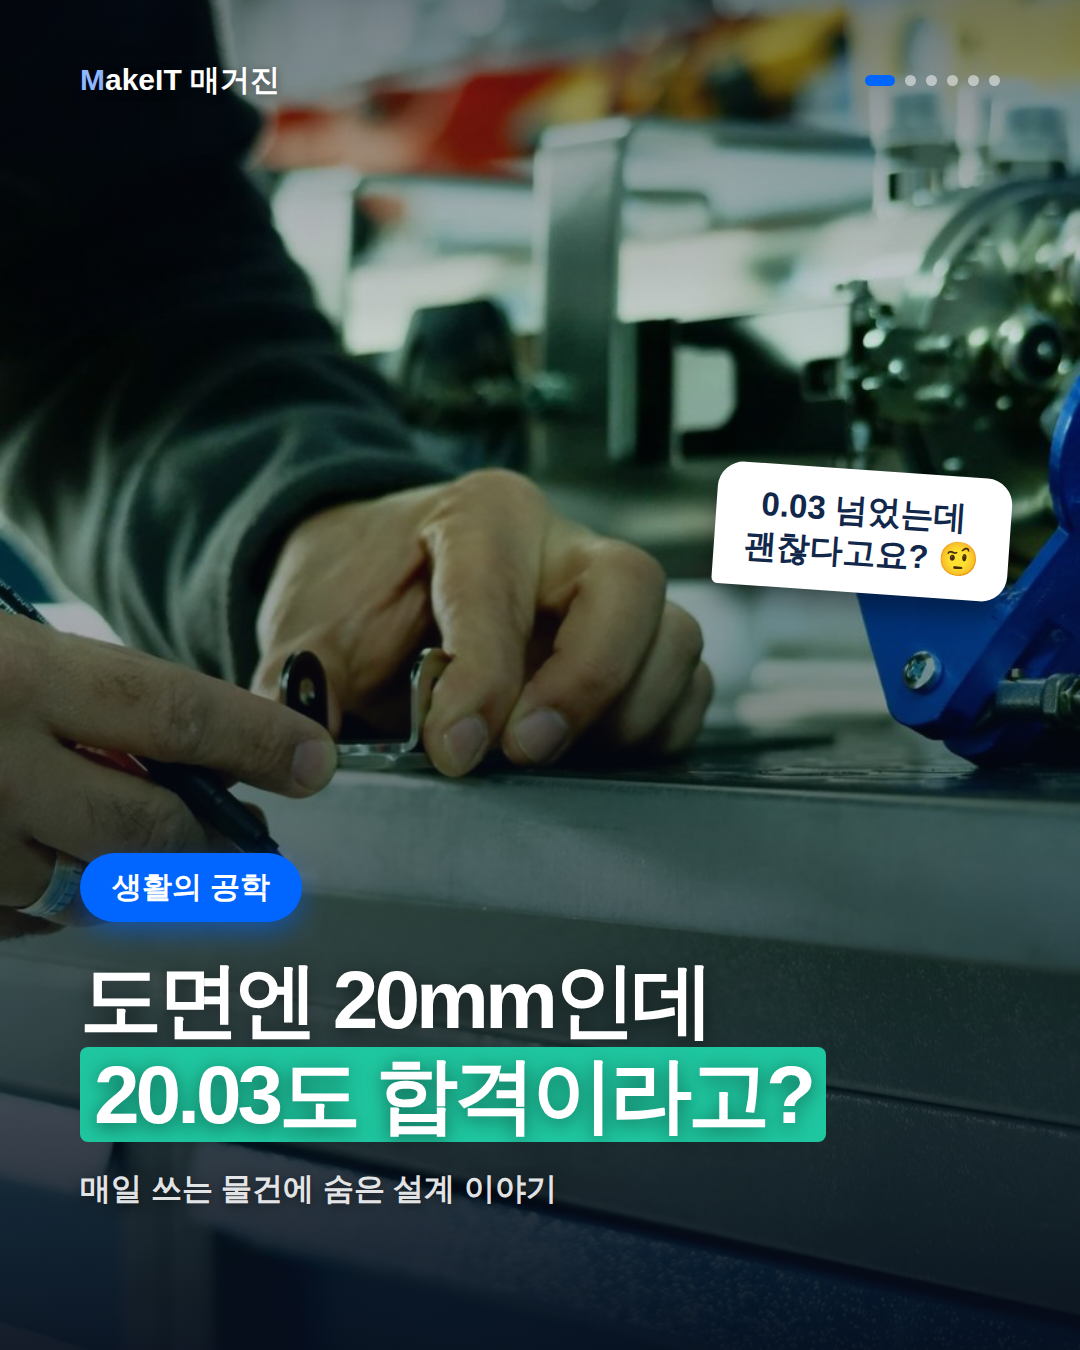 MakeIT 매거진
0.03 넘었는데
괜찮다고요? 🤨
생활의 공학
도면엔 20mm인데
20.03도 합격이라고?
매일 쓰는 물건에 숨은 설계 이야기